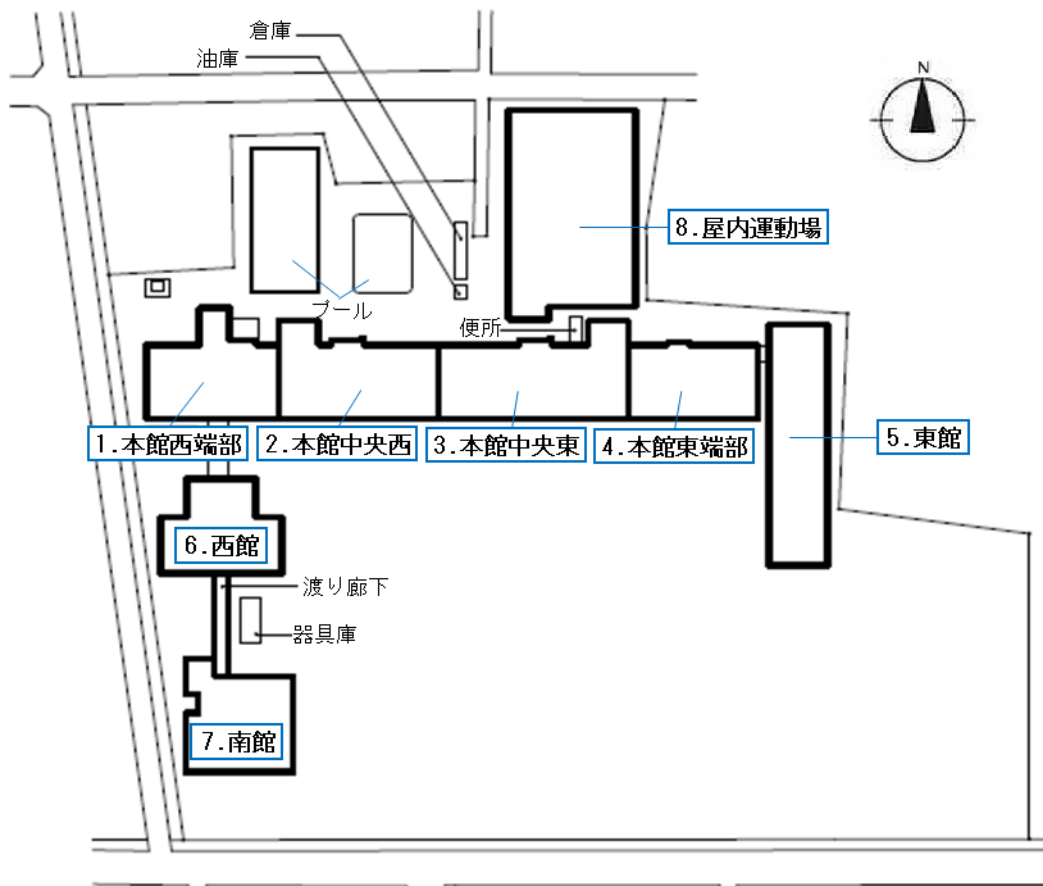 倉庫
油庫
N
8.屋内運動場
プール
便所
1.本館西端部
2.本館中央西
3.本館中央東
4.本館東端部
5.東館
6.西館
渡り廊下
器具庫
7.南館